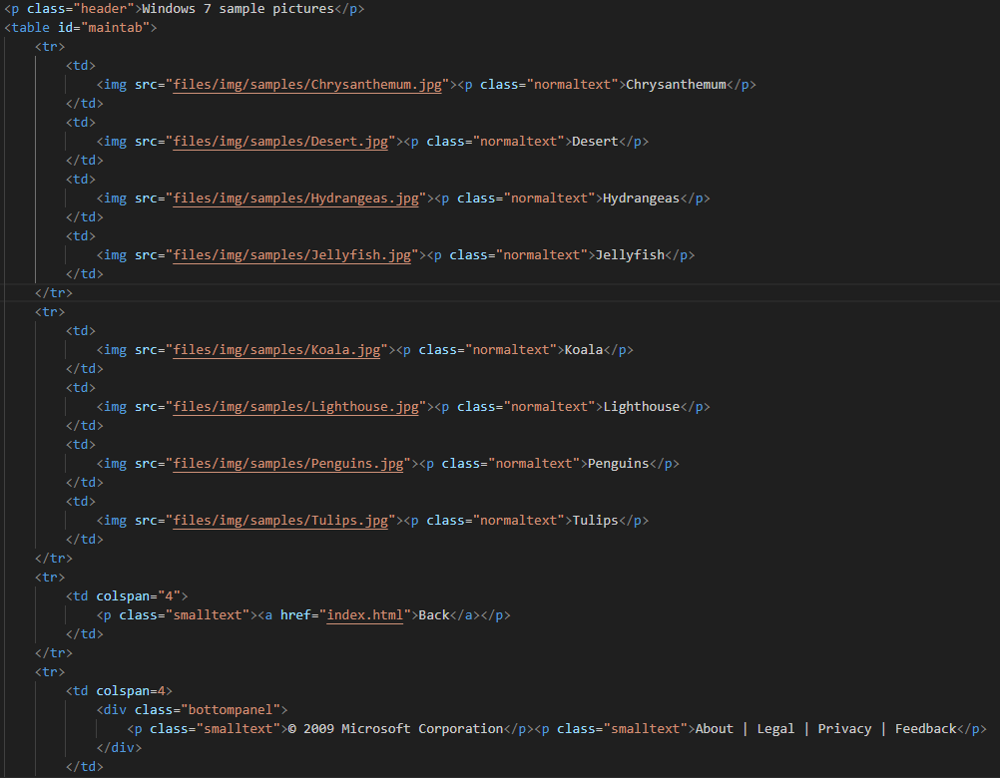 <p class="header">Windows 7 sample pictures</p>
<table id="maintab">
<tr>
<td>
<img src="files/img/samples/Chrysanthemum.jpg"><p class="normaltext">Chrysanthemum</p>
</td>
<td>
<img src="files/img/samples/Desert.jpg"><p class="normaltext">Desert</p>
</td>
<td>
<img src="files/img/samples/Hydrangeas.jpg"><p class="normaltext">Hydrangeas</p>
</td>
<td>
<img src="files/img/samples/Jellyfish.jpg"><p class="normaltext">Jellyfish</p>
</td>
</tr>
<tr>
<td>
<img src="files/img/samples/Koala.jpg"><p class="normaltext">Koala</p>
</td>
<td>
<img src="files/img/samples/Lighthouse.jpg"><p class="normaltext">Lighthouse</p>
</td>
<td>
<img src="files/img/samples/Penguins.jpg"><p class="normaltext">Penguins</p>
</td>
<td>
<img src="files/img/samples/Tulips.jpg"><p class="normaltext">Tulips</p>
</td>
</tr>
<tr>
<td colspan="4">
<p class="smalltext"><a href="index.html">Back</a></p>
</td>
</tr>
<tr>
<td colspan=4>
<div class="bottompanel">
<p class="smalltext">© 2009 Microsoft Corporation</p><p class="smalltext">About | Legal | Privacy | Feedback</p>
</div>
</td>